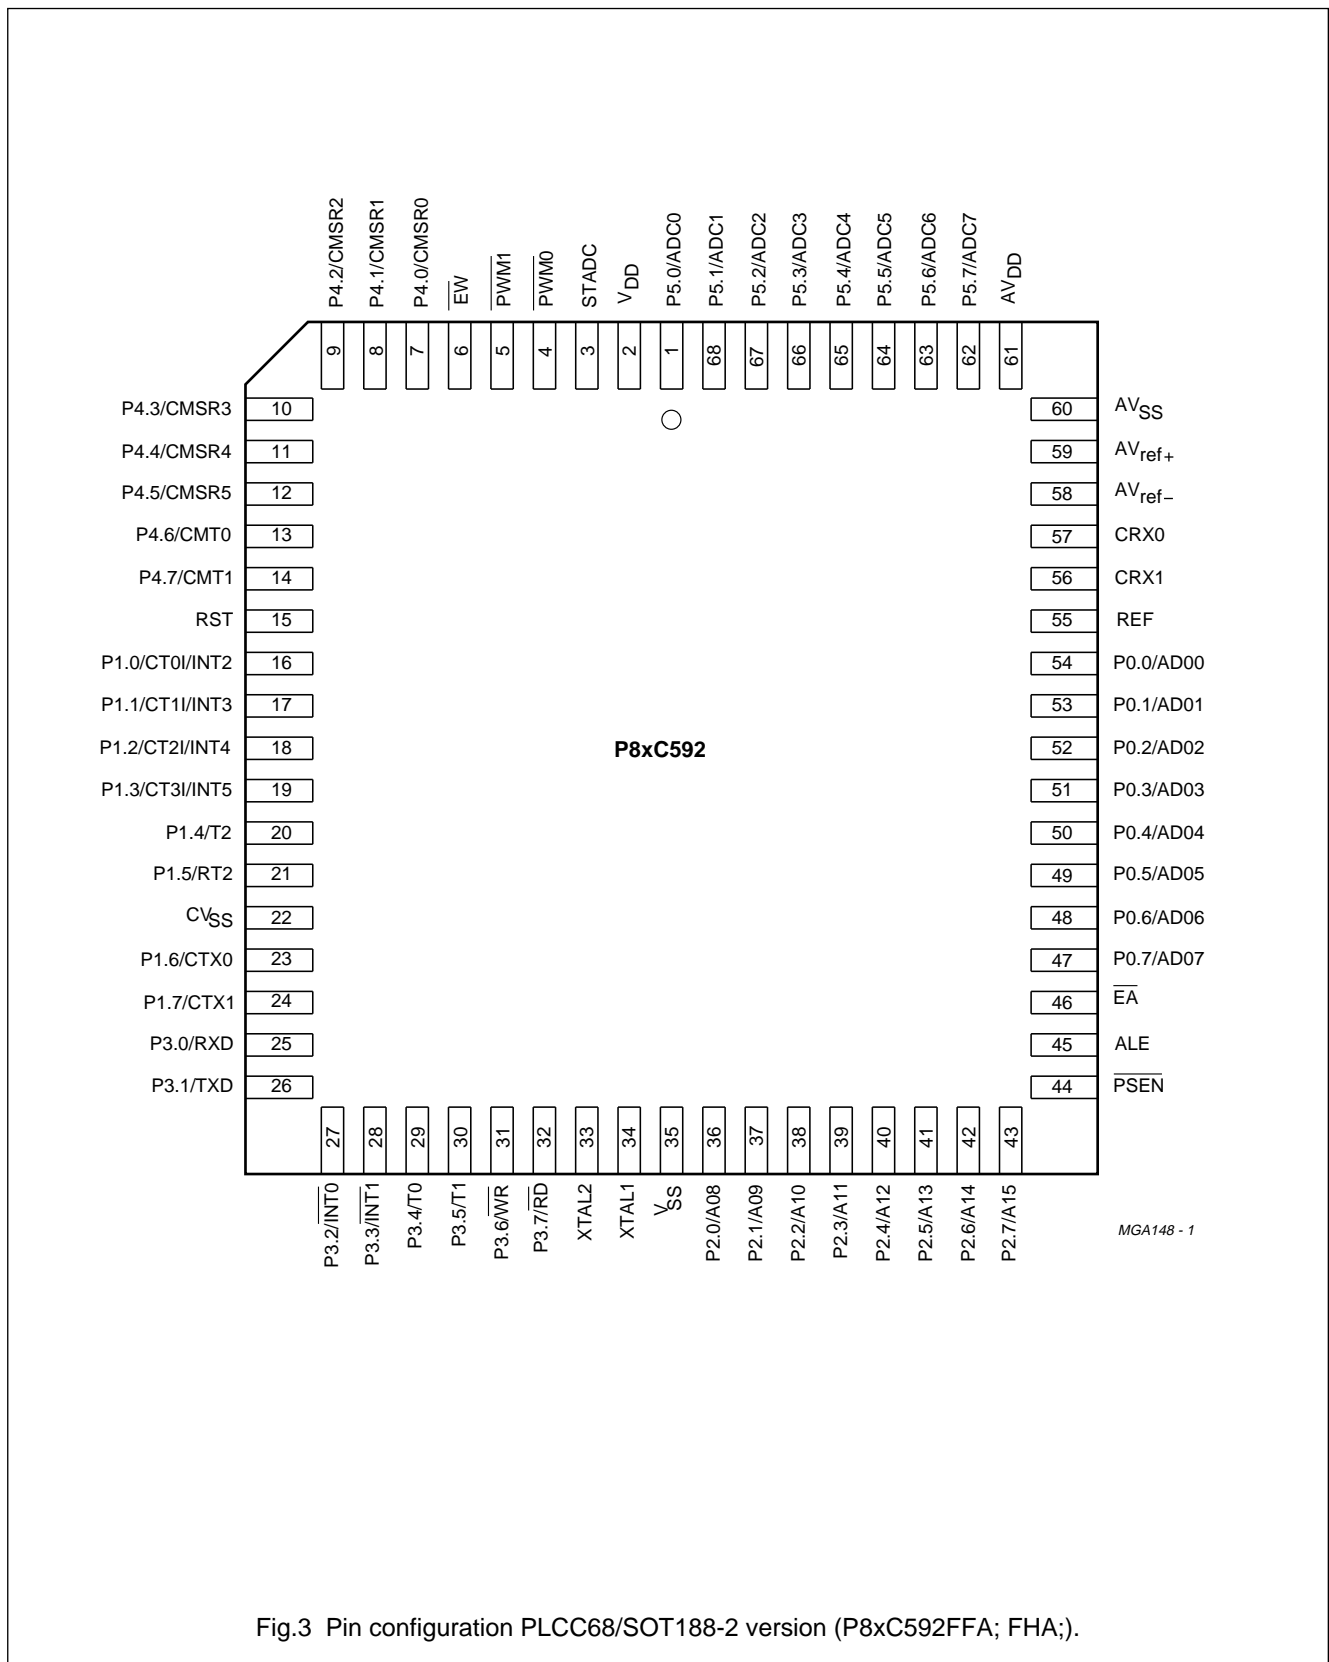 P4.2/CMSR2
P4.1/CMSR1
P4.0/CMSR0
EW
PWM1
PWM0
STADC
VDD
P5.0/ADC0
P5.1/ADC1
P5.2/ADC2
P5.3/ADC3
P5.4/ADC4
P5.5/ADC5
P5.6/ADC6
P5.7/ADC7
AVDD
9 8 7 6 5 4 3 2 1 68 67 66 65 64 63 62 61
P4.3/CMSR3 10 60 AVSS
P4.4/CMSR4 11 59 AVref+
P4.5/CMSR5 12 58 AVref−
P4.6/CMT0 13 57 CRX0
P4.7/CMT1 14 56 CRX1
RST 15 55 REF
P1.0/CT0I/INT2 16 54 P0.0/AD00
P1.1/CT1I/INT3 17 53 P0.1/AD01
P1.2/CT2I/INT4 18 P8xC592 52 P0.2/AD02
P1.3/CT3I/INT5 19 51 P0.3/AD03
P1.4/T2 20 50 P0.4/AD04
P1.5/RT2 21 49 P0.5/AD05
CVSS 22 48 P0.6/AD06
P1.6/CTX0 23 47 P0.7/AD07
P1.7/CTX1 24 46 EA
P3.0/RXD 25 45 ALE
P3.1/TXD 26 44 PSEN
27 28 29 30 31 32 33 34 35 36 37 38 39 40 41 42 43
P3.2/INT0
P3.3/INT1
P3.4/T0
P3.5/T1
P3.6/WR
P3.7/RD
XTAL2
XTAL1
VSS
P2.0/A08
P2.1/A09
P2.2/A10
P2.3/A11
P2.4/A12
P2.5/A13
P2.6/A14
P2.7/A15
MGA148 - 1
Fig.3 Pin configuration PLCC68/SOT188-2 version (P8xC592FFA; FHA;).